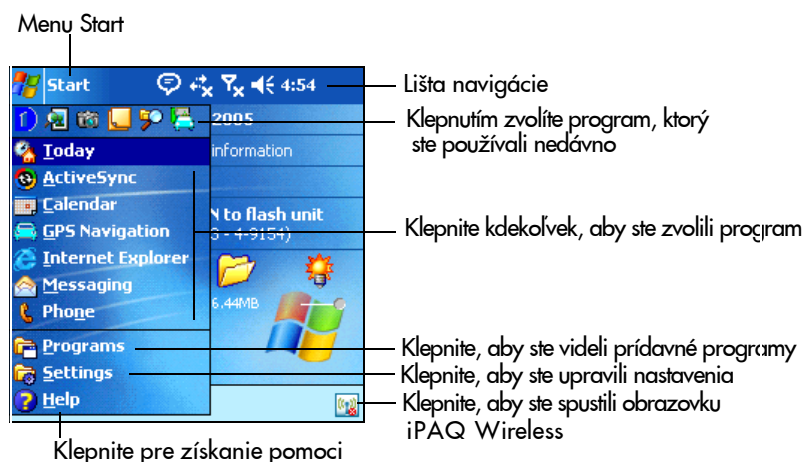 Menu Start
Start 4:54
Lišta navigácie
2005
Klepnutím zvolíte program, ktorý
ste používali nedávno
Today
information
ActiveSync
Calendar
N to flash unit
GPS Navigation
3 - 4-9154)
Klepnite kdekoľvek, aby ste zvolili program
Internet Explorer
Messaging
6.44MB
Phone
Programs
Klepnite, aby ste videli prídavné programy
Settings
Klepnite, aby ste upravili nastavenia
Help
Klepnite, aby ste spustili obrazovku
iPAQ Wireless
Klepnite pre získanie pomoci